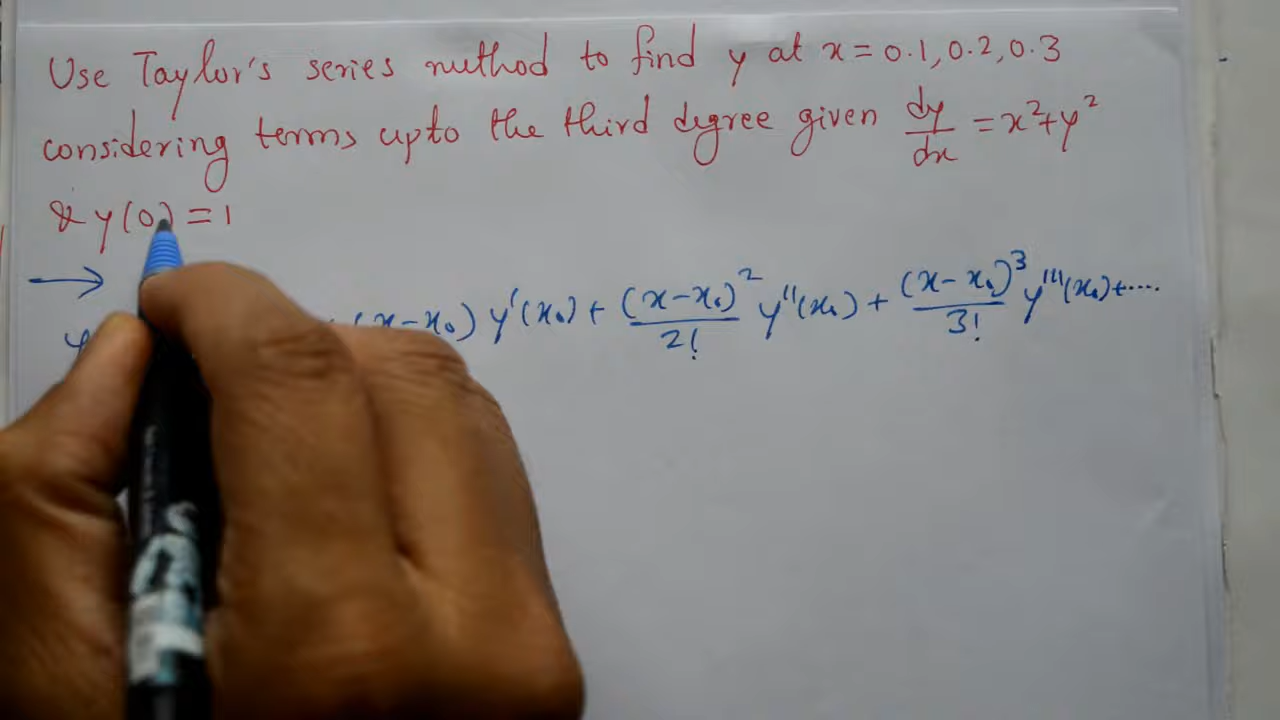 Use Taylor's series method to find y at x = 0.1, 0.2, 0.3
considering terms upto the third degree given dy/dx = x² + y²
& y(0) = 1
→
(x-x₀) y'(x₀) + (x-x₀)²/2! y''(x₀) + (x-x₀)³/3! y'''(x₀) + ....